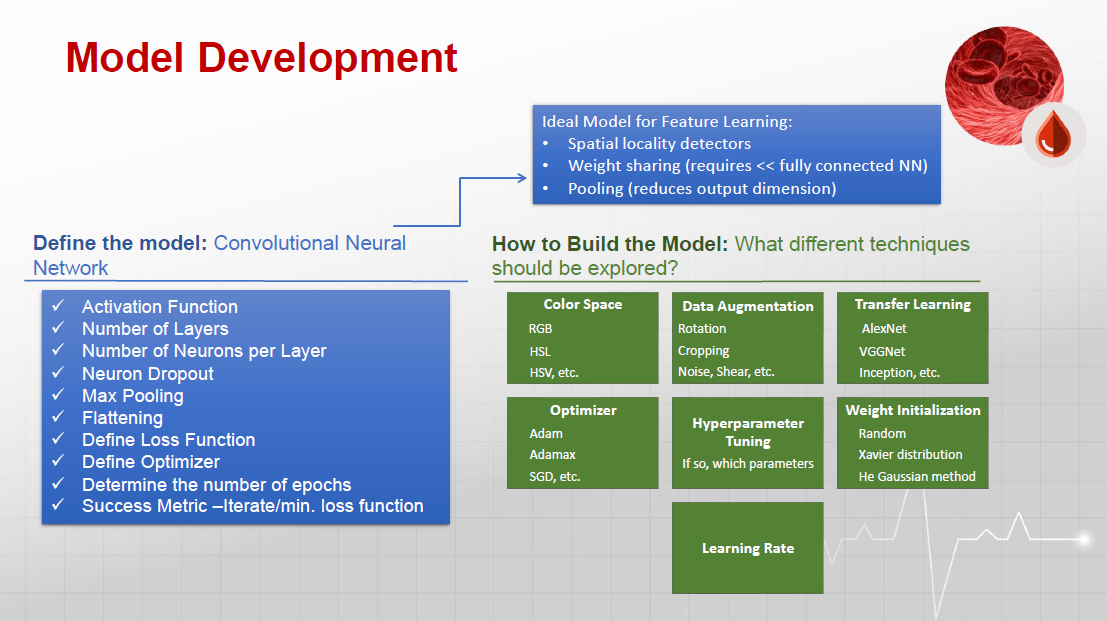 Model Development
Ideal Model for Feature Learning:
• Spatial locality detectors
• Weight sharing (requires << fully connected NN)
• Pooling (reduces output dimension)
Define the model: Convolutional Neural
Network
✓ Activation Function
✓ Number of Layers
✓ Number of Neurons per Layer
✓ Neuron Dropout
✓ Max Pooling
✓ Flattening
✓ Define Loss Function
✓ Define Optimizer
✓ Determine the number of epochs
✓ Success Metric –Iterate/min. loss function
How to Build the Model: What different techniques
should be explored?
Color Space
RGB
HSL
HSV, etc.
Data Augmentation
Rotation
Cropping
Noise, Shear, etc.
Transfer Learning
AlexNet
VGGNet
Inception, etc.
Optimizer
Adam
Adamax
SGD, etc.
Hyperparameter
Tuning
If so, which parameters
Weight Initialization
Random
Xavier distribution
He Gaussian method
Learning Rate